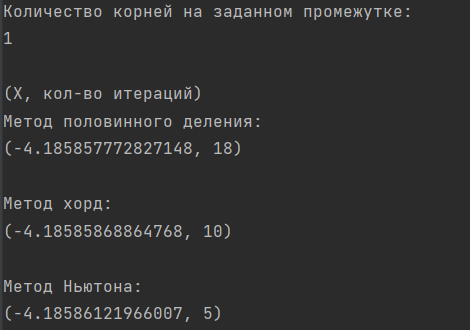 Количество корней на заданном промежутке:
1
(X, кол-во итераций)
Метод половинного деления:
(-4.185857772827148, 18)
Метод хорд:
(-4.18585868864768, 10)
Метод Ньютона:
(-4.18586121966007, 5)